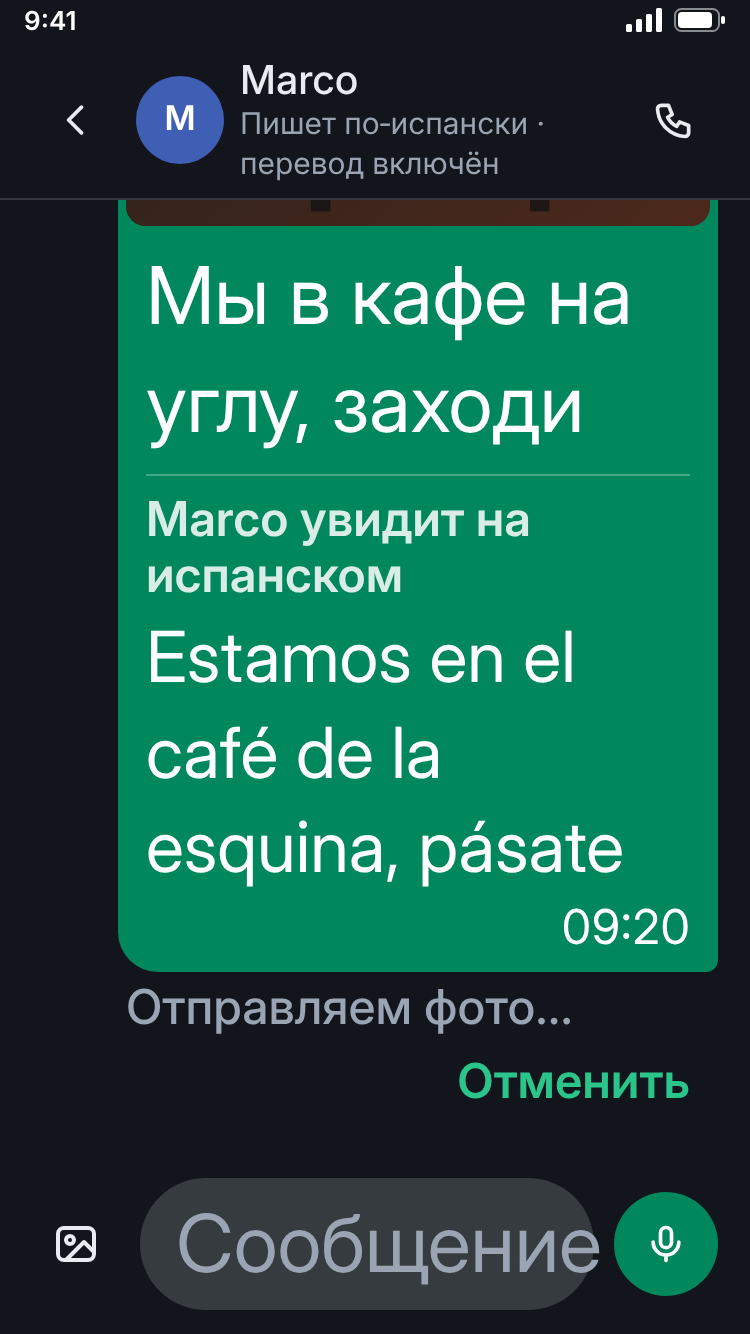 9:41
M
Marco
Пишет по-испански ·
перевод включён
Мы в кафе на
углу, заходи
Marco увидит на
испанском
Estamos en el
café de la
esquina, pásate
09:20
Отправляем фото...
Отменить
Сообщение